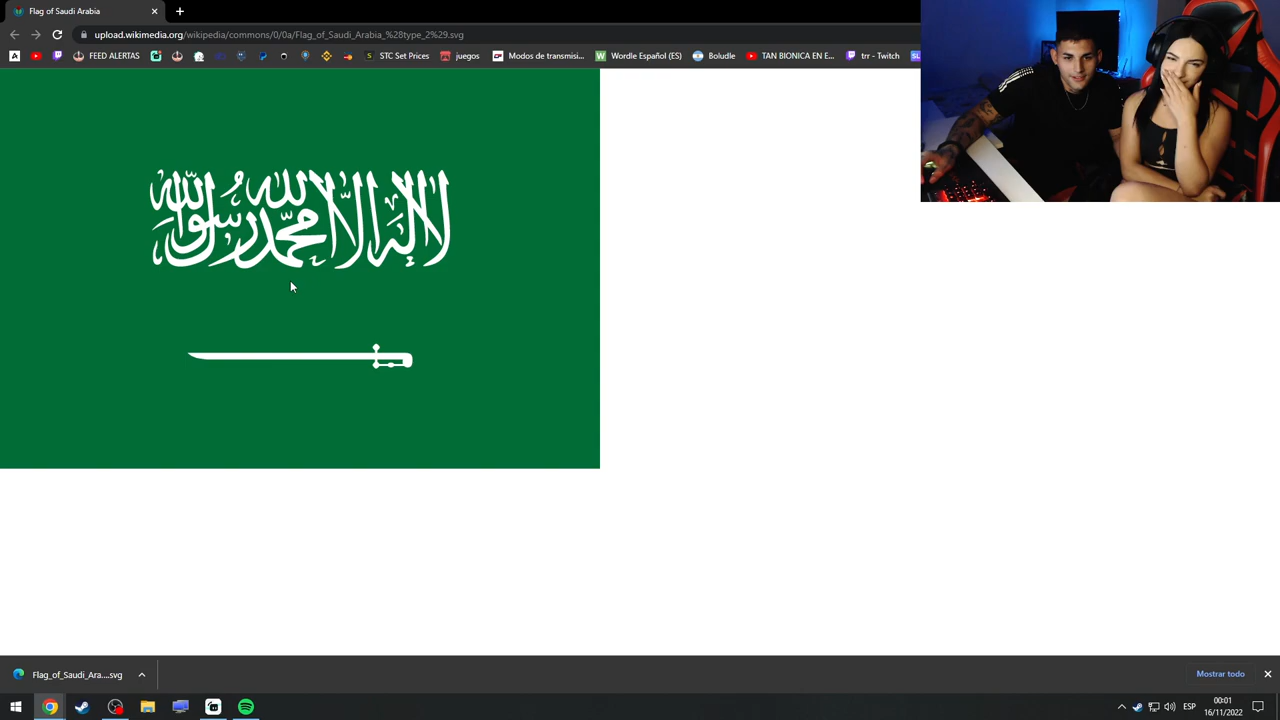 Flag of Saudi Arabia
upload.wikimedia.org/wikipedia/commons/0/0a/Flag_of_Saudi_Arabia_%28type_2%29.svg
FEED ALERTAS
STC Set Prices
juegos
Modos de transmisi...
Wordle Español (ES)
Boludle
TAN BIONICA EN E...
trr - Twitch
لا إله إلا الله محمد رسول الله
Flag_of_Saudi_Ara....svg
Mostrar todo
ESP
00:01
16/11/2022